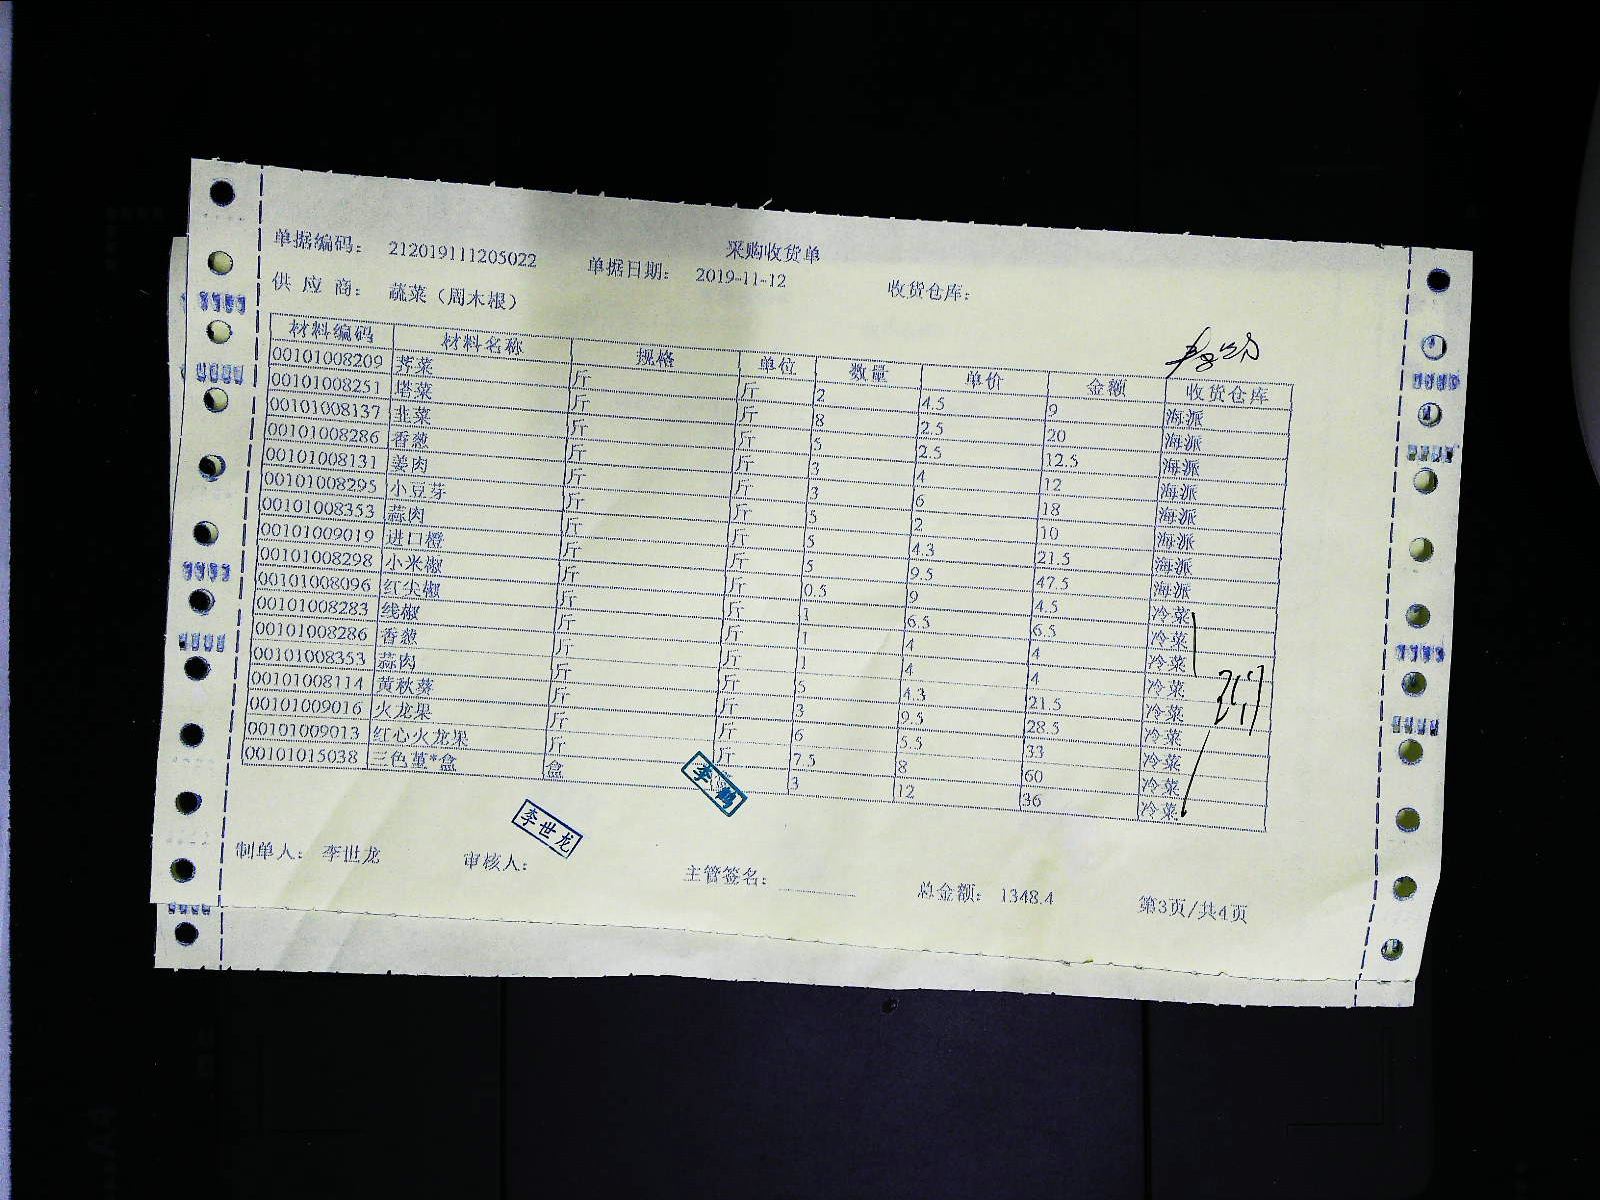 采购收货单
单据编码： 212019111205022 单据日期： 2019-11-12 收货仓库：
供 应 商： 蔬菜（周木根）
材料编码 材料名称 规格 单位 数量 单价 金额 收货仓库
00101008209 荠菜 斤 斤 2 4.5 9 海派
00101008251 塔菜 斤 斤 8 2.5 20 海派
00101008137 韭菜 斤 斤 5 2.5 12.5 海派
00101008286 香葱 斤 斤 3 4 12 海派
00101008131 姜肉 斤 斤 3 6 18 海派
00101008295 小豆芽 斤 斤 5 2 10 海派
00101008353 蒜肉 斤 斤 5 4.3 21.5 海派
00101009019 进口橙 斤 斤 5 9.5 47.5 海派
00101008298 小米椒 斤 斤 0.5 9 4.5 冷菜
00101008096 红尖椒 斤 斤 1 6.5 6.5 冷菜
00101008283 线椒 斤 斤 1 4 4 冷菜
00101008286 香葱 斤 斤 1 4 4 冷菜
00101008353 蒜肉 斤 斤 5 4.3 21.5 冷菜
00101008114 黄秋葵 斤 斤 3 9.5 28.5 冷菜
00101009016 火龙果 斤 斤 6 5.5 33 冷菜
00101009013 红心火龙果 斤 斤 7.5 8 60 冷菜
00101015038 三色堇*盒 盒 3 12 36 冷菜
李世龙
制单人： 李世龙 审核人： 主管签名： 总金额： 1348.4 第3页/共4页